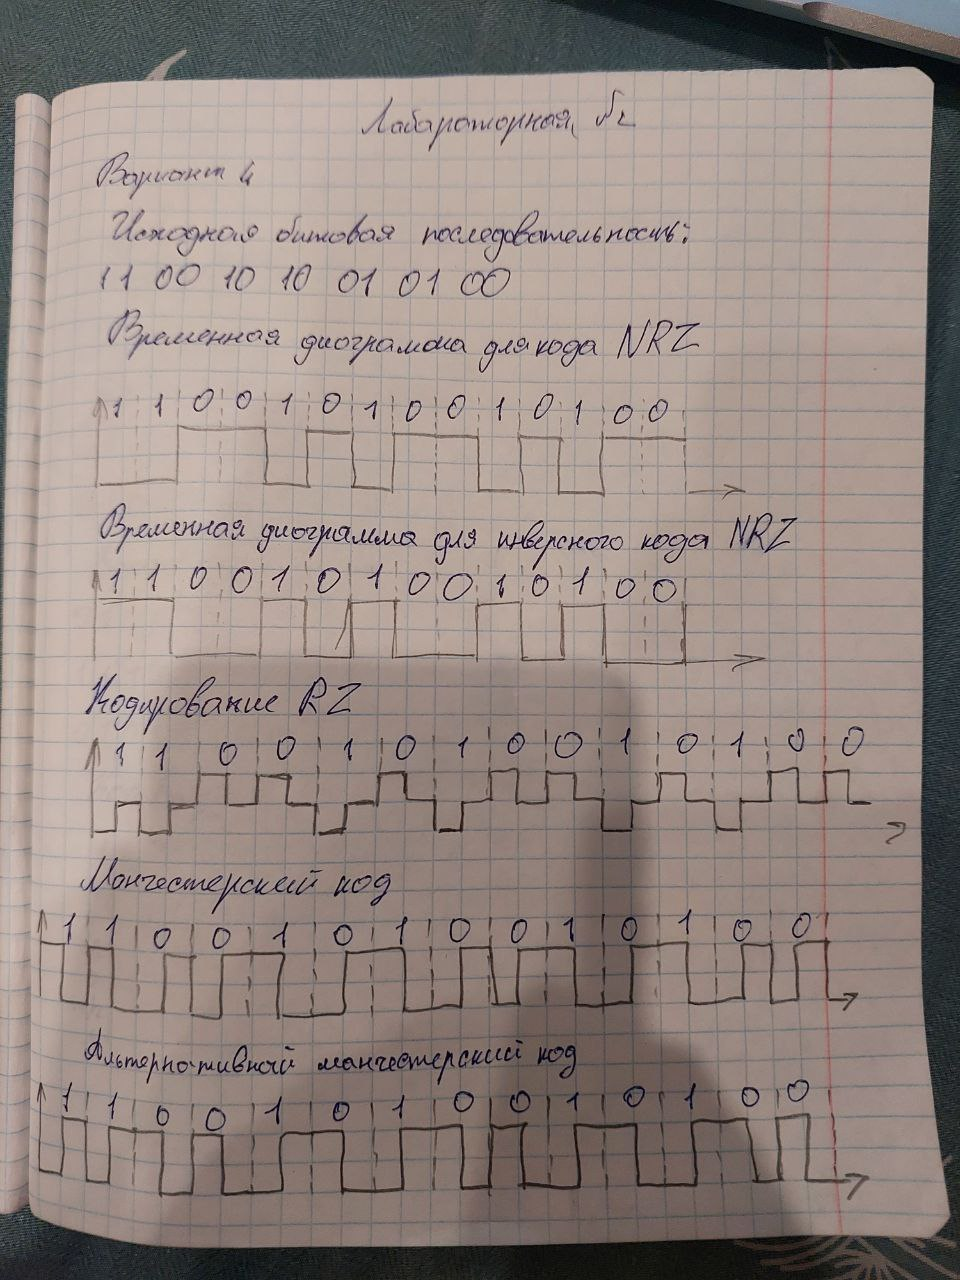 Лабараторная №2
Вариант 4
Исходная битовая последовательность:
11 00 10 10 01 01 00
Временная диограмма для кода NRZ
1 1 0 0 1 0 1 0 0 1 0 1 0 0
Временная диограмма для инверсного кода NRZ
1 1 0 0 1 0 1 0 0 1 0 1 0 0
Кодирование RZ
1 1 0 0 1 0 1 0 0 1 0 1 0 0
Манчестерский код
1 1 0 0 1 0 1 0 0 1 0 1 0 0
Альтернативный манчестерский код
1 1 0 0 1 0 1 0 0 1 0 1 0 0